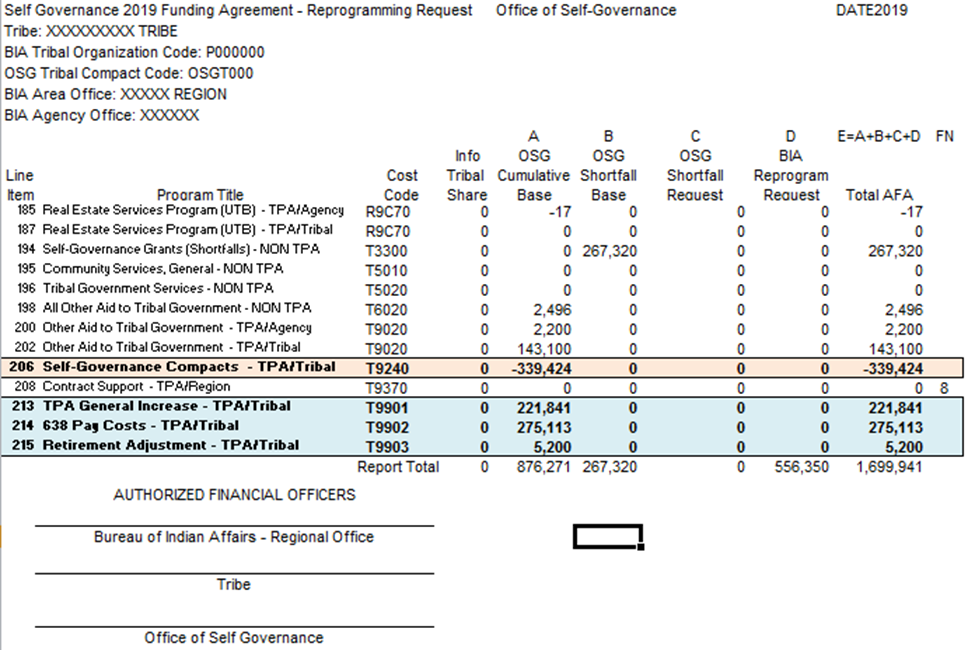 Self Governance 2019 Funding Agreement - Reprogramming Request Office of Self-Governance DATE2019
Tribe: XXXXXXXXX TRIBE
BIA Tribal Organization Code: P000000
OSG Tribal Compact Code: OSGT000
BIA Area Office: XXXXX REGION
BIA Agency Office: XXXXXX
A B C D E=A+B+C+D FN
Info OSG OSG OSG BIA
Line Cost Tribal Cumulative Shortfall Shortfall Reprogram
Item Program Title Code Share Base Base Request Request Total AFA
185 Real Estate Services Program (UTB) - TPA/Agency R9C70 0 -17 0 0 0 -17
187 Real Estate Services Program (UTB) - TPA/Tribal R9C70 0 0 0 0 0 0
194 Self-Governance Grants (Shortfalls) - NON TPA T3300 0 0 267,320 0 0 267,320
195 Community Services, General - NON TPA T5010 0 0 0 0 0 0
196 Tribal Government Services - NON TPA T5020 0 0 0 0 0 0
198 All Other Aid to Tribal Government - NON TPA T6020 0 2,496 0 0 0 2,496
200 Other Aid to Tribal Government - TPA/Agency T9020 0 2,200 0 0 0 2,200
202 Other Aid to Tribal Government - TPA/Tribal T9020 0 143,100 0 0 0 143,100
206 Self-Governance Compacts - TPA/Tribal T9240 0 -339,424 0 0 0 -339,424
208 Contract Support - TPA/Region T9370 0 0 0 0 0 0 8
213 TPA General Increase - TPA/Tribal T9901 0 221,841 0 0 0 221,841
214 638 Pay Costs - TPA/Tribal T9902 0 275,113 0 0 0 275,113
215 Retirement Adjustment - TPA/Tribal T9903 0 5,200 0 0 0 5,200
Report Total 0 876,271 267,320 0 556,350 1,699,941
AUTHORIZED FINANCIAL OFFICERS
Bureau of Indian Affairs - Regional Office
Tribe
Office of Self Governance